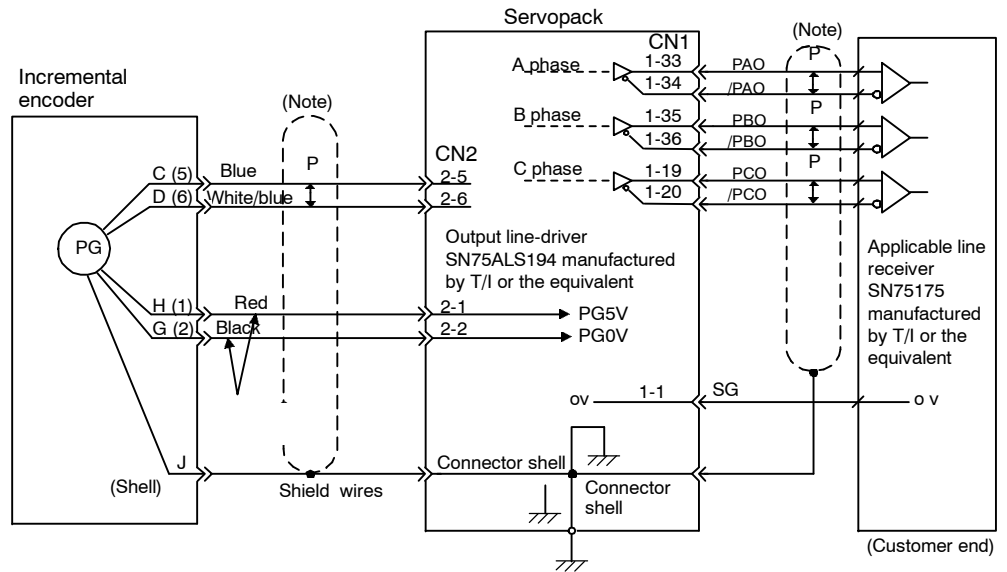 Servopack
(Note)
Incremental
encoder
CN1
A phase
1-33
PAO
P
1-34
/PAO
(Note)
B phase
1-35
PBO
P
1-36
/PBO
P
CN2
C phase
1-19
PCO
P
1-20
/PCO
C (5)
Blue
2-5
D (6)
White/blue
2-6
PG
Output line-driver
SN75ALS194 manufactured
by T/I or the equivalent
Applicable line
receiver
SN75175
manufactured
by T/I or the
equivalent
H (1)
Red
2-1
PG5V
G (2)
Black
2-2
PG0V
ov
1-1
SG
o v
J
Connector shell
(Shell)
Shield wires
Connector
shell
(Customer end)